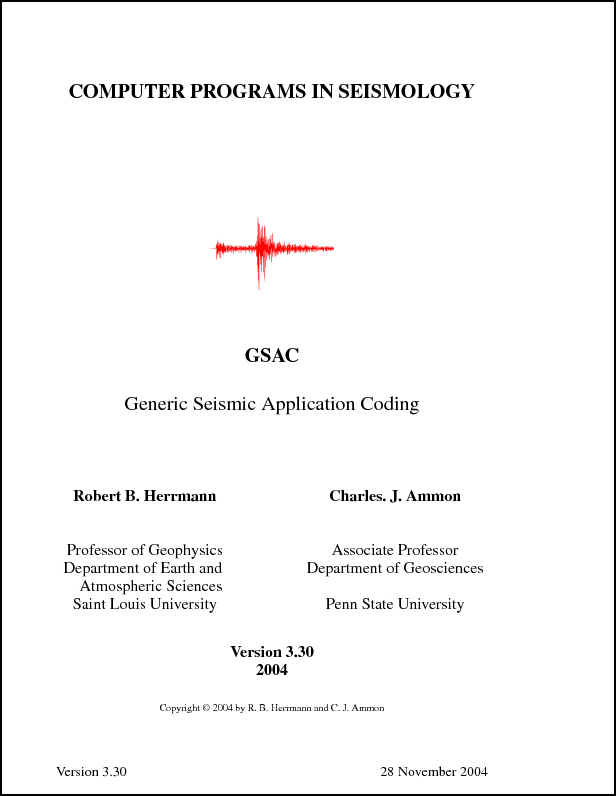 COMPUTER PROGRAMS IN SEISMOLOGY
GSAC
Generic Seismic Application Coding
Robert B. Herrmann
Professor of Geophysics
Department of Earth and
Atmospheric Sciences
Saint Louis University
Charles. J. Ammon
Associate Professor
Department of Geosciences
Penn State University
Version 3.30
2004
Copyright © 2004 by R. B. Herrmann and C. J. Ammon
Version 3.30
28 November 2004